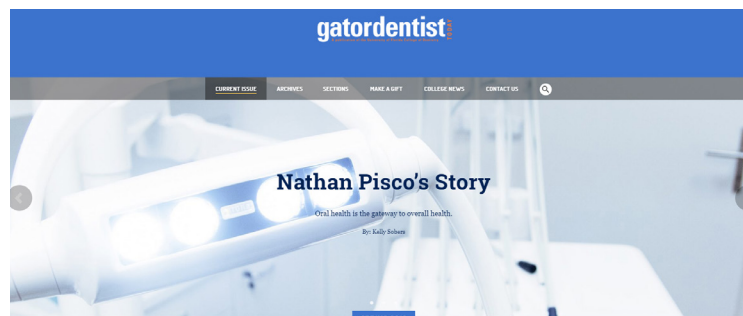 gatordentist
TODAY
CURRENT ISSUE ARCHIVES SECTIONS MAKE A GIFT COLLEGE NEWS CONTACT US
Nathan Pisco's Story
Oral health is the gateway to overall health.
By: Kelly Sobers